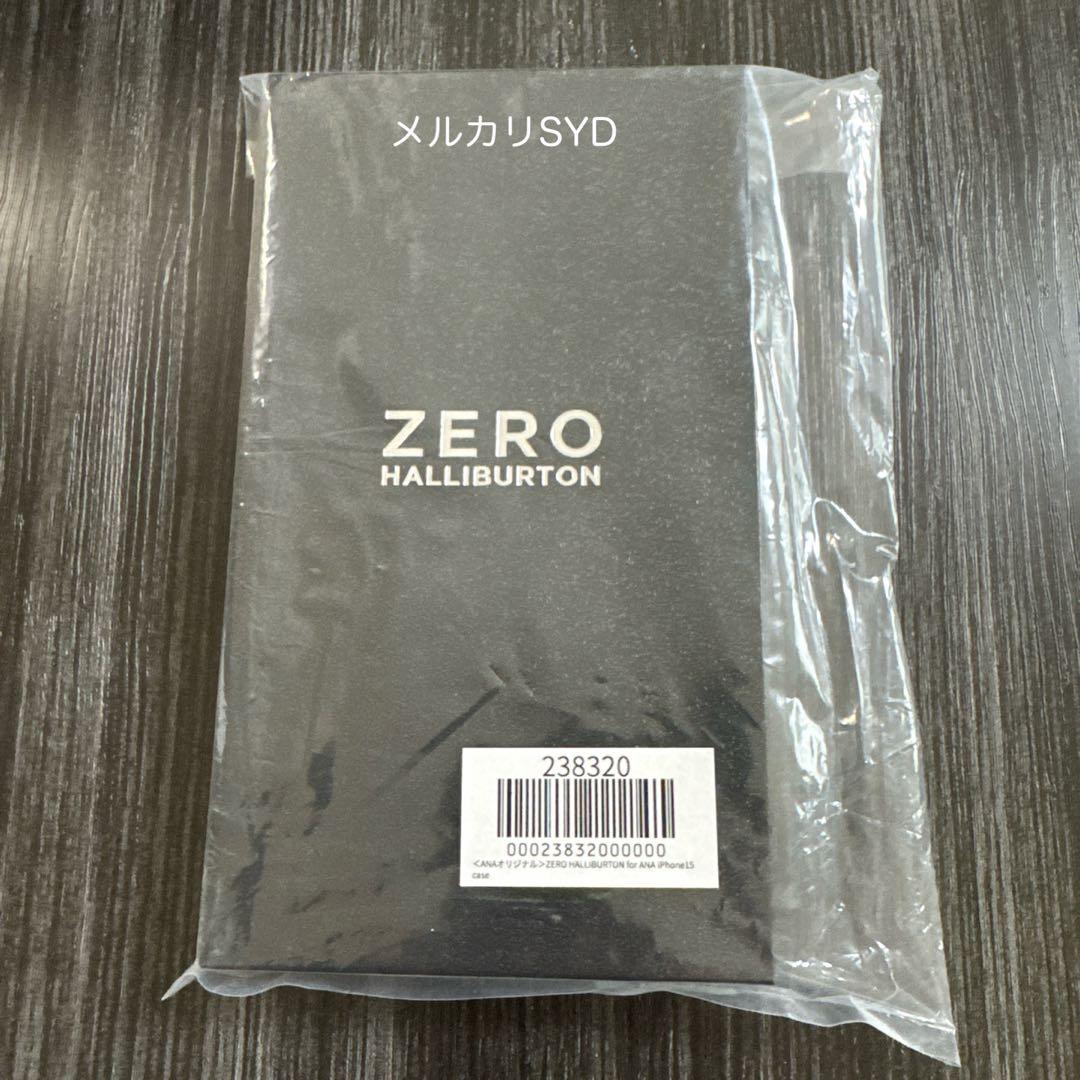 メルカリSYD
ZERO
HALLIBURTON
238320
00023832000000
＜ANAオリジナル＞ZERO HALLIBURTON for ANA iPhone15
case